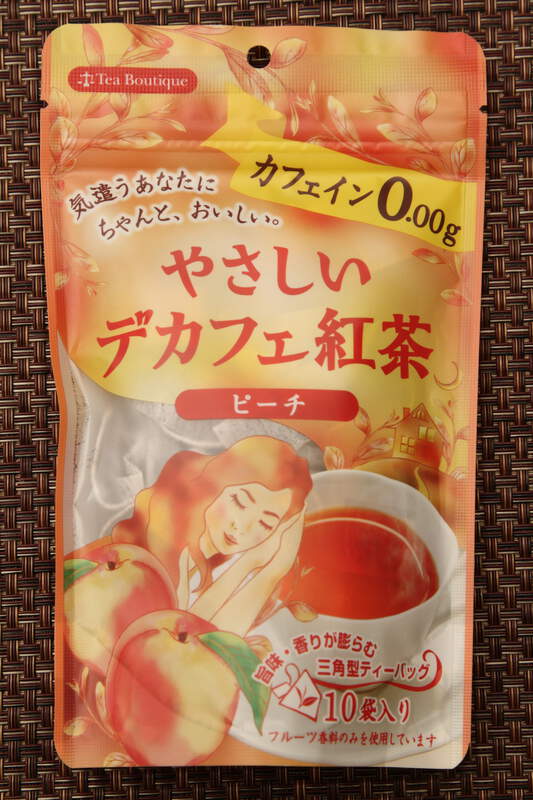 Tea Boutique
カフェイン0.00g
気遣うあなたに
ちゃんと、おいしい。
やさしい
デカフェ紅茶
ピーチ
旨味・香りが膨らむ
三角型ティーバッグ
10袋入り
フルーツ香料のみを使用しています